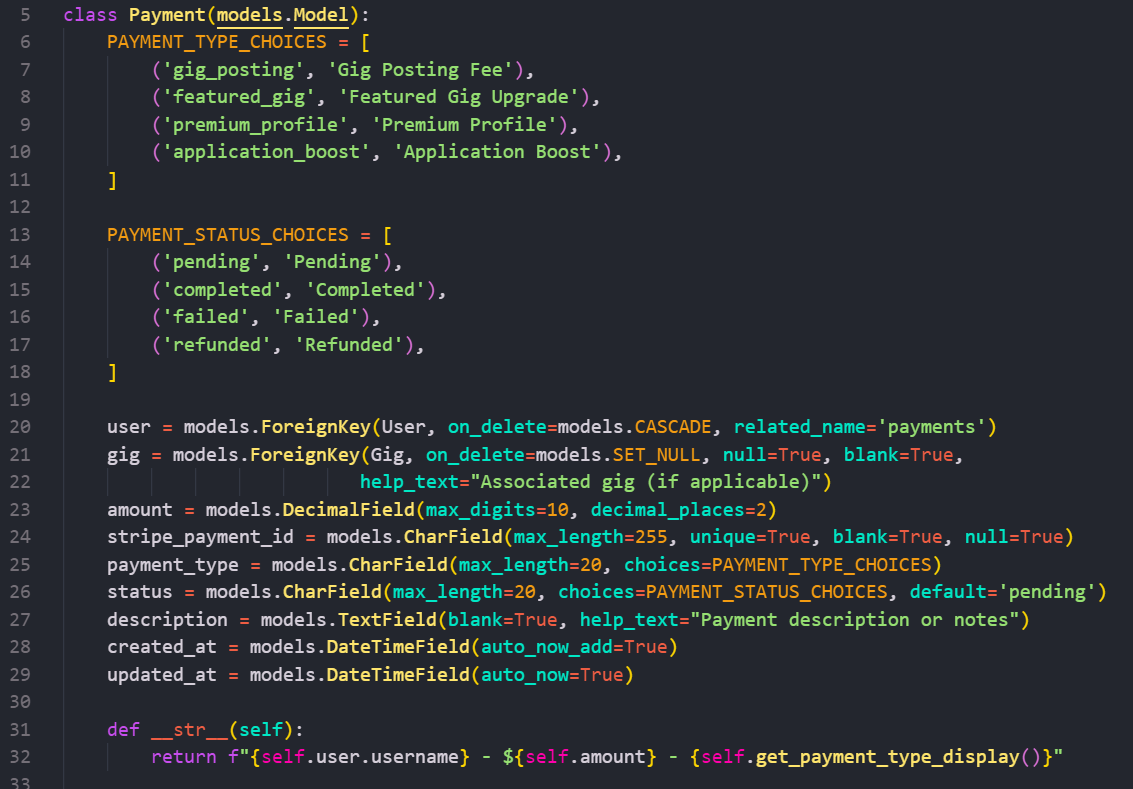 5 class Payment(models.Model):
6     PAYMENT_TYPE_CHOICES = [
7         ('gig_posting', 'Gig Posting Fee'),
8         ('featured_gig', 'Featured Gig Upgrade'),
9         ('premium_profile', 'Premium Profile'),
10         ('application_boost', 'Application Boost'),
11     ]
12
13     PAYMENT_STATUS_CHOICES = [
14         ('pending', 'Pending'),
15         ('completed', 'Completed'),
16         ('failed', 'Failed'),
17         ('refunded', 'Refunded'),
18     ]
19
20     user = models.ForeignKey(User, on_delete=models.CASCADE, related_name='payments')
21     gig = models.ForeignKey(Gig, on_delete=models.SET_NULL, null=True, blank=True,
22                            help_text="Associated gig (if applicable)")
23     amount = models.DecimalField(max_digits=10, decimal_places=2)
24     stripe_payment_id = models.CharField(max_length=255, unique=True, blank=True, null=True)
25     payment_type = models.CharField(max_length=20, choices=PAYMENT_TYPE_CHOICES)
26     status = models.CharField(max_length=20, choices=PAYMENT_STATUS_CHOICES, default='pending')
27     description = models.TextField(blank=True, help_text="Payment description or notes")
28     created_at = models.DateTimeField(auto_now_add=True)
29     updated_at = models.DateTimeField(auto_now=True)
30
31     def __str__(self):
32         return f"{self.user.username} - ${self.amount} - {self.get_payment_type_display()}"
33